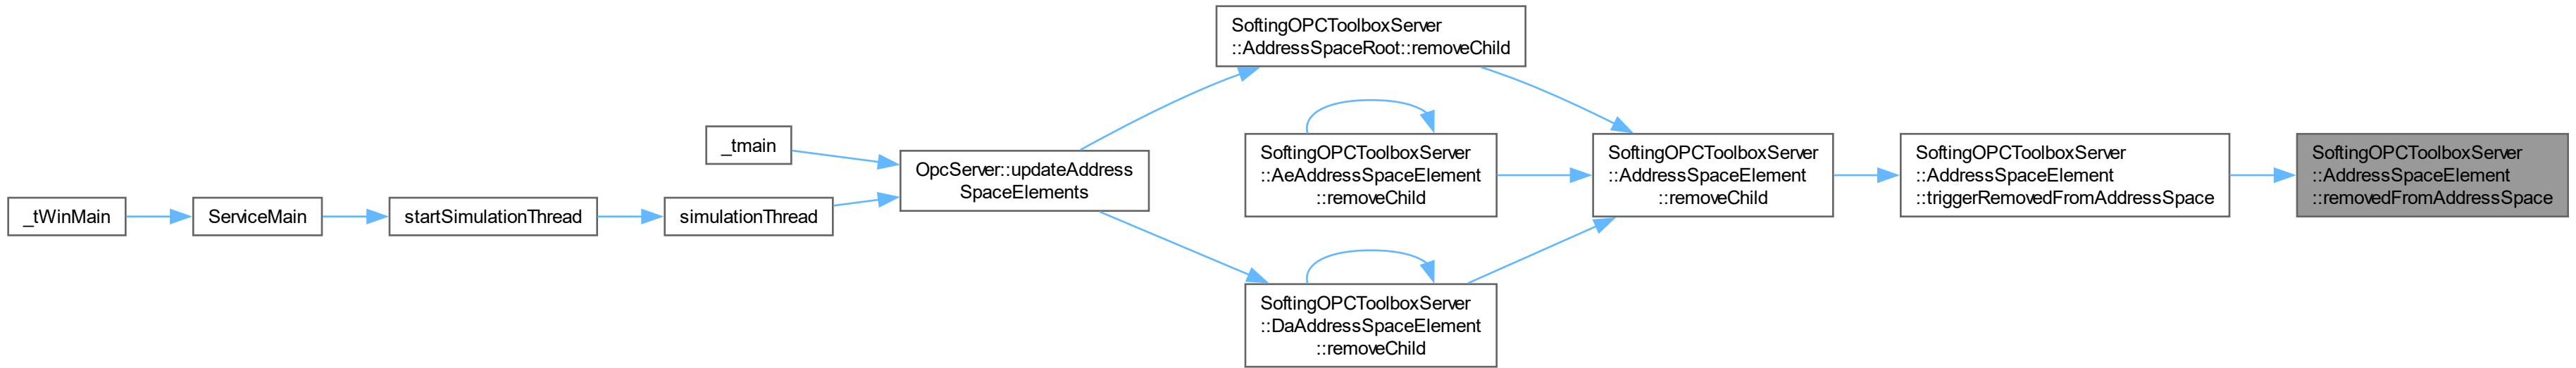 _tWinMain
ServiceMain
startSimulationThread
_tmain
simulationThread
OpcServer::updateAddress
SpaceElements
SoftingOPCToolboxServer
::AddressSpaceRoot::removeChild
SoftingOPCToolboxServer
::AeAddressSpaceElement
::removeChild
SoftingOPCToolboxServer
::DaAddressSpaceElement
::removeChild
SoftingOPCToolboxServer
::AddressSpaceElement
::removeChild
SoftingOPCToolboxServer
::AddressSpaceElement
::triggerRemovedFromAddressSpace
SoftingOPCToolboxServer
::AddressSpaceElement
::removedFromAddressSpace